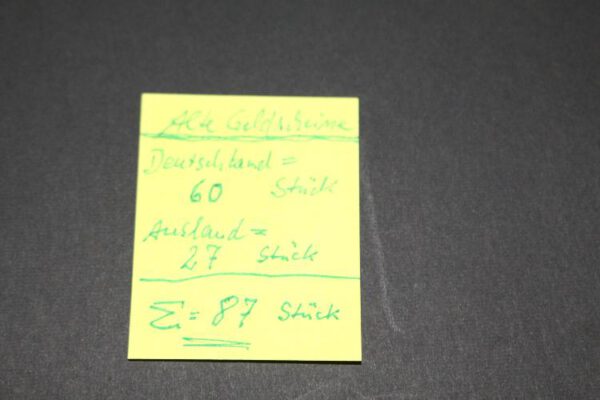 Alte Geldscheine
Deutschland =
60 Stück
Ausland =
27 Stück
Σ = 87 Stück